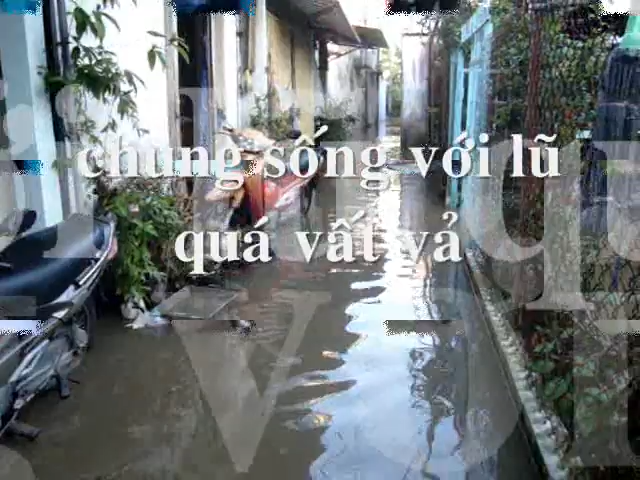 chung sống với lũ
quá vất vả